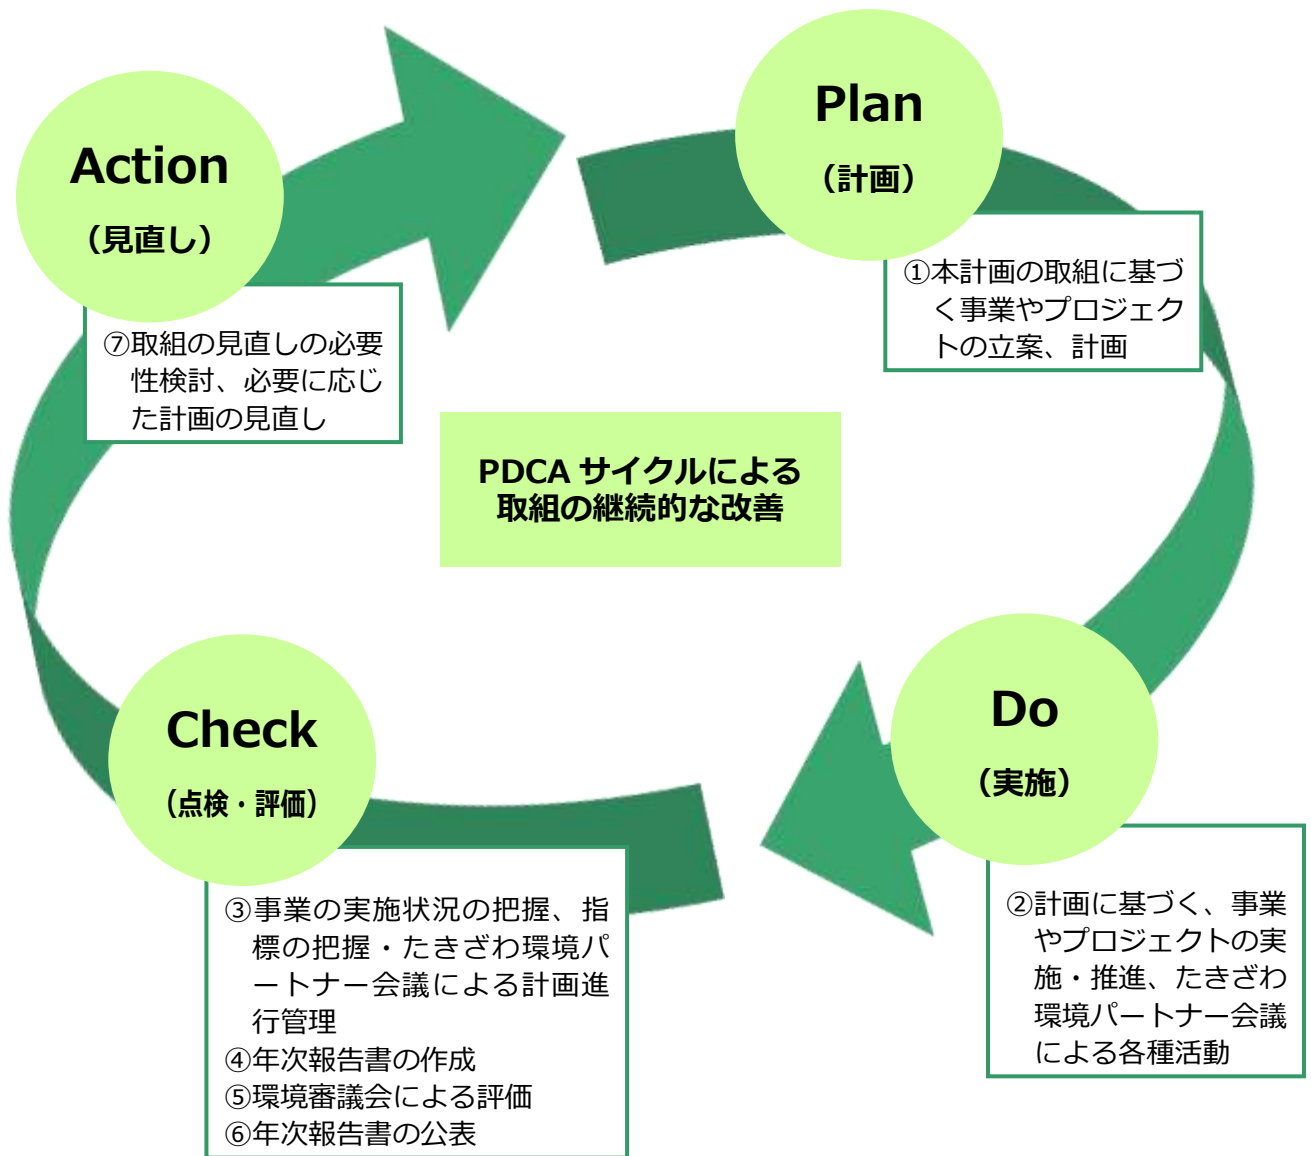 Plan
（計画）
①本計画の取組に基づ
く事業やプロジェク
トの立案、計画
Do
（実施）
②計画に基づく、事業
やプロジェクトの実
施・推進、たきざわ
環境パートナー会議
による各種活動
Check
（点検・評価）
③事業の実施状況の把握、指
標の把握・たきざわ環境パ
ートナー会議による計画進
行管理
④年次報告書の作成
⑤環境審議会による評価
⑥年次報告書の公表
Action
（見直し）
⑦取組の見直しの必要
性検討、必要に応じ
た計画の見直し
PDCA サイクルによる
取組の継続的な改善